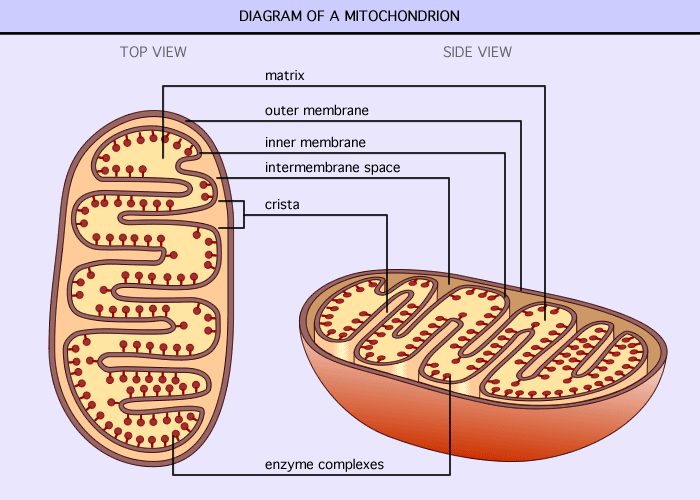 DIAGRAM OF A MITOCHONDRION
TOP VIEW
SIDE VIEW
matrix
outer membrane
inner membrane
intermembrane space
crista
enzyme complexes